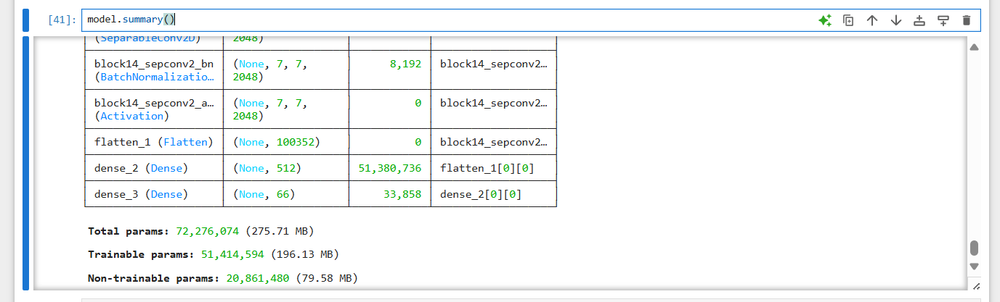 [41]: model.summary()
(SeparableConv2D) 2048)
block14_sepconv2_bn (None, 7, 7, 8,192 block14_sepconv2…
(BatchNormalizatio… 2048)
block14_sepconv2_a… (None, 7, 7, 0 block14_sepconv2…
(Activation) 2048)
flatten_1 (Flatten) (None, 100352) 0 block14_sepconv2…
dense_2 (Dense) (None, 512) 51,380,736 flatten_1[0][0]
dense_3 (Dense) (None, 66) 33,858 dense_2[0][0]
Total params: 72,276,074 (275.71 MB)
Trainable params: 51,414,594 (196.13 MB)
Non-trainable params: 20,861,480 (79.58 MB)